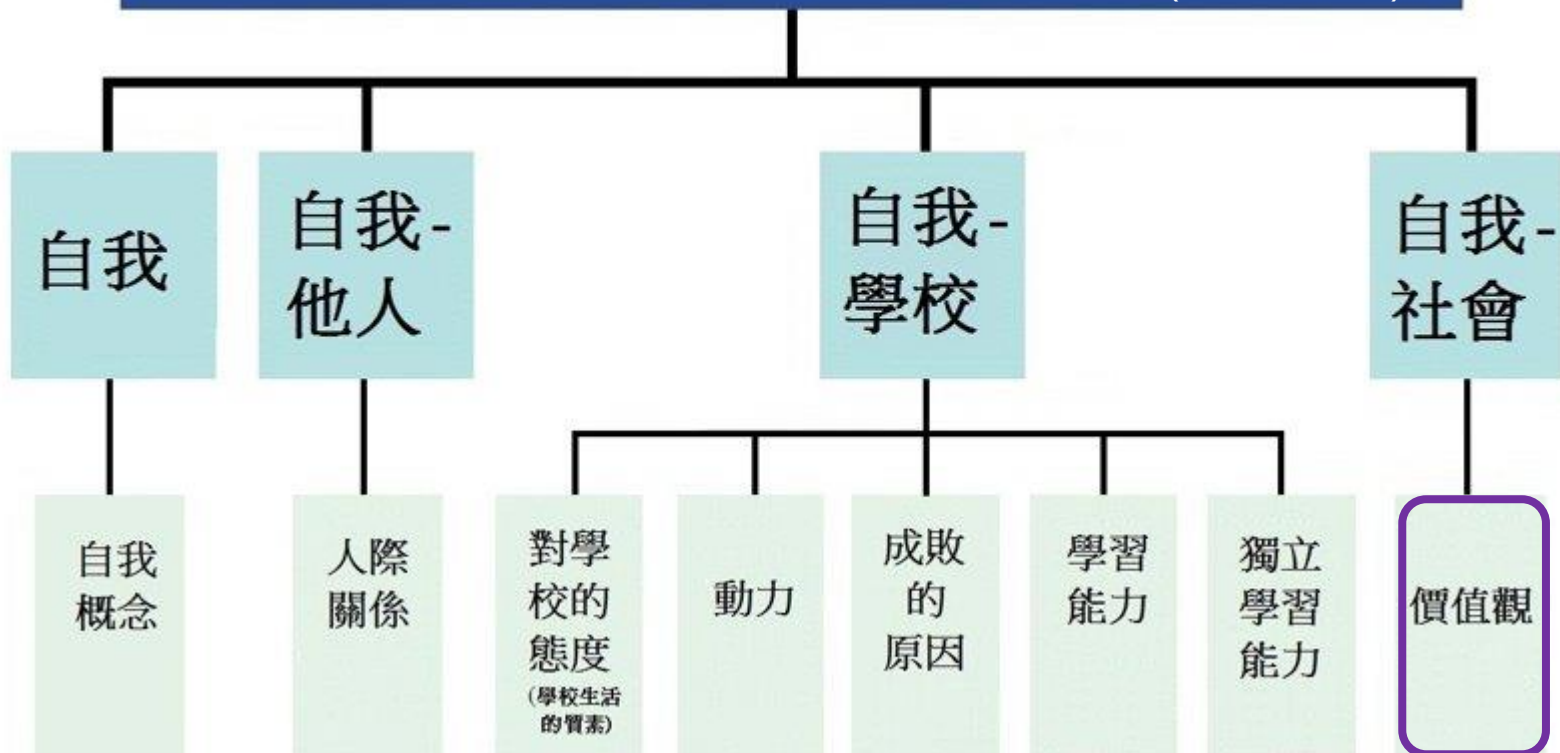 自我
自我-
他人
自我-
學校
自我-
社會
自我
概念
人際
關係
對學
校的
態度
(學校生活
的質素)
動力
成敗
的
原因
學習
能力
獨立
學習
能力
價值觀